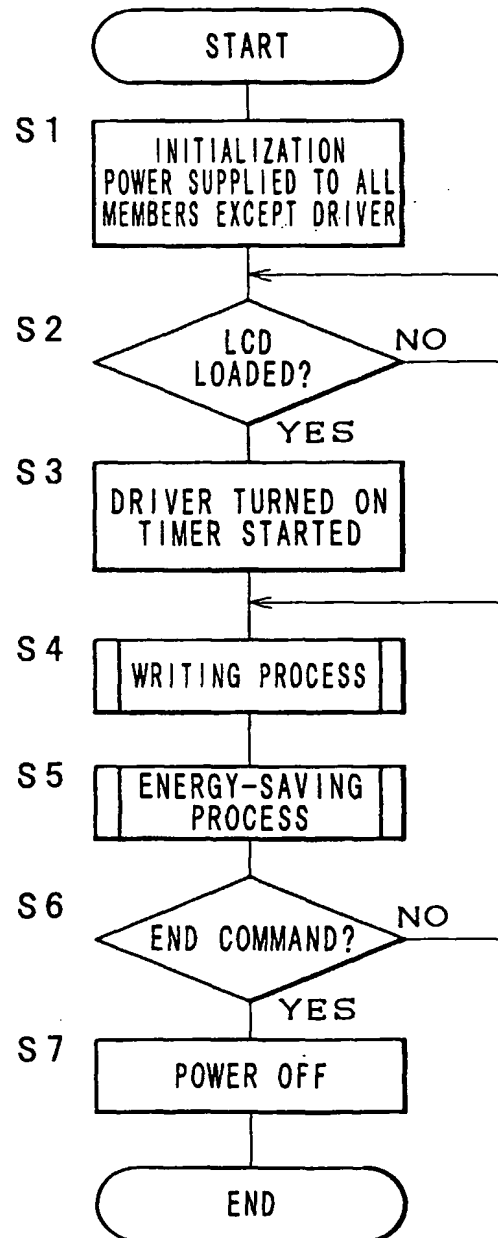 START
S1
INITIALIZATION
POWER SUPPLIED TO ALL
MEMBERS EXCEPT DRIVER
S2
LCD
LOADED?
NO
YES
S3
DRIVER TURNED ON
TIMER STARTED
S4
WRITING PROCESS
S5
ENERGY-SAVING
PROCESS
S6
END COMMAND?
NO
YES
S7
POWER OFF
END